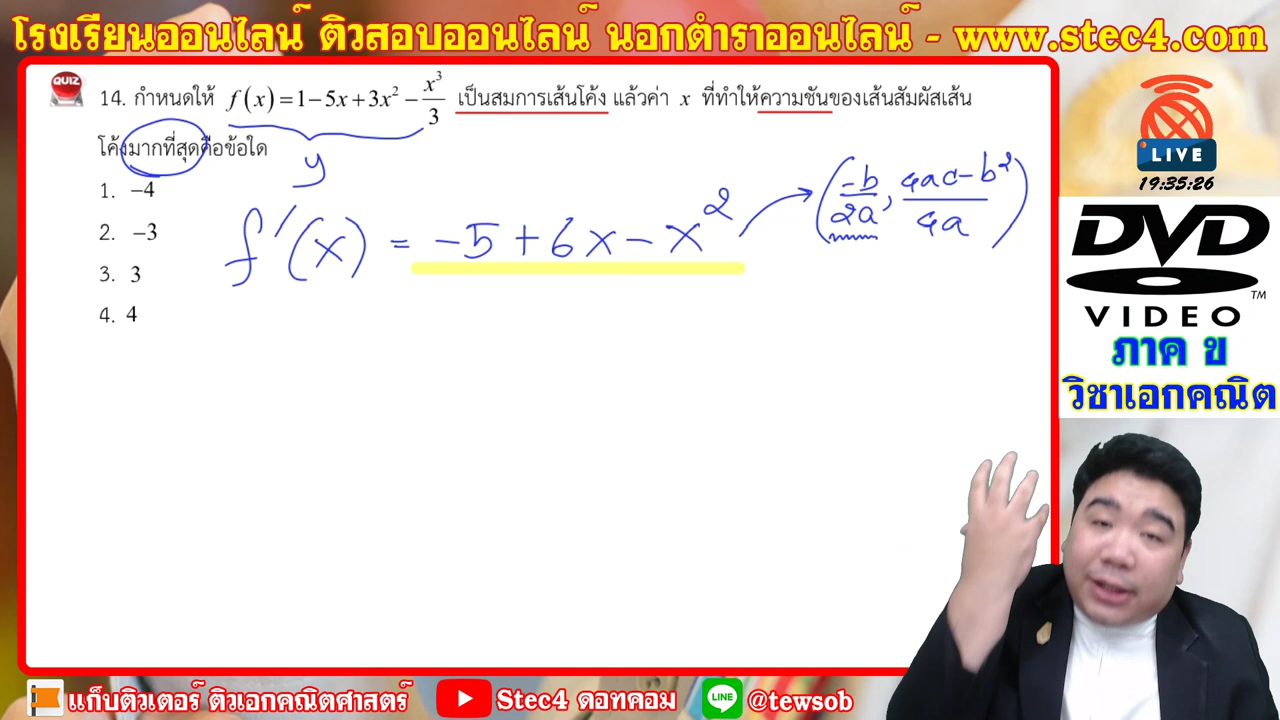 โรงเรียนออนไลน์ ติวสอบออนไลน์ นอกตำราออนไลน์ - www.stec4.com
QUIZ
14. กำหนดให้ f(x)=1−5x+3x²−x³/3 เป็นสมการเส้นโค้ง แล้วค่า x ที่ทำให้ความชันของเส้นสัมผัสเส้น
โค้งมากที่สุดคือข้อใด
y
1. −4
2. −3
3. 3
4. 4
f′(x) = −5+6x−x²
(−b/2a, 4ac−b²/4a)
LIVE
19:35:26
DVD
TM
VIDEO
ภาค ข
วิชาเอกคณิต
แก็บติวเตอร์ ติวเอกคณิตศาสตร์
Stec4 ดอทคอม
LINE
@tewsob